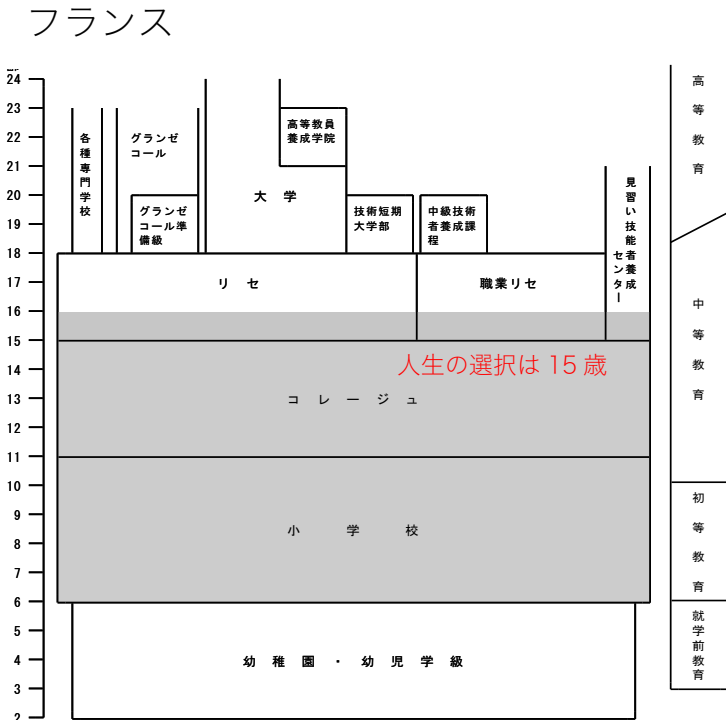 フランス
24
23
22
21
20
19
18
17
16
15
14
13
12
11
10
9
8
7
6
5
4
3
2
各種専門学校
グランゼ
コール
グランゼ
コール準
備級
大学
高等教員
養成学院
技術短期
大学部
中級技術
者養成課
程
見習い技能者養成
センター
リセ
職業リセ
人生の選択は 15 歳
コレージュ
小学校
幼稚園・幼児学級
高等教育
中等教育
初等教育
就学前教育